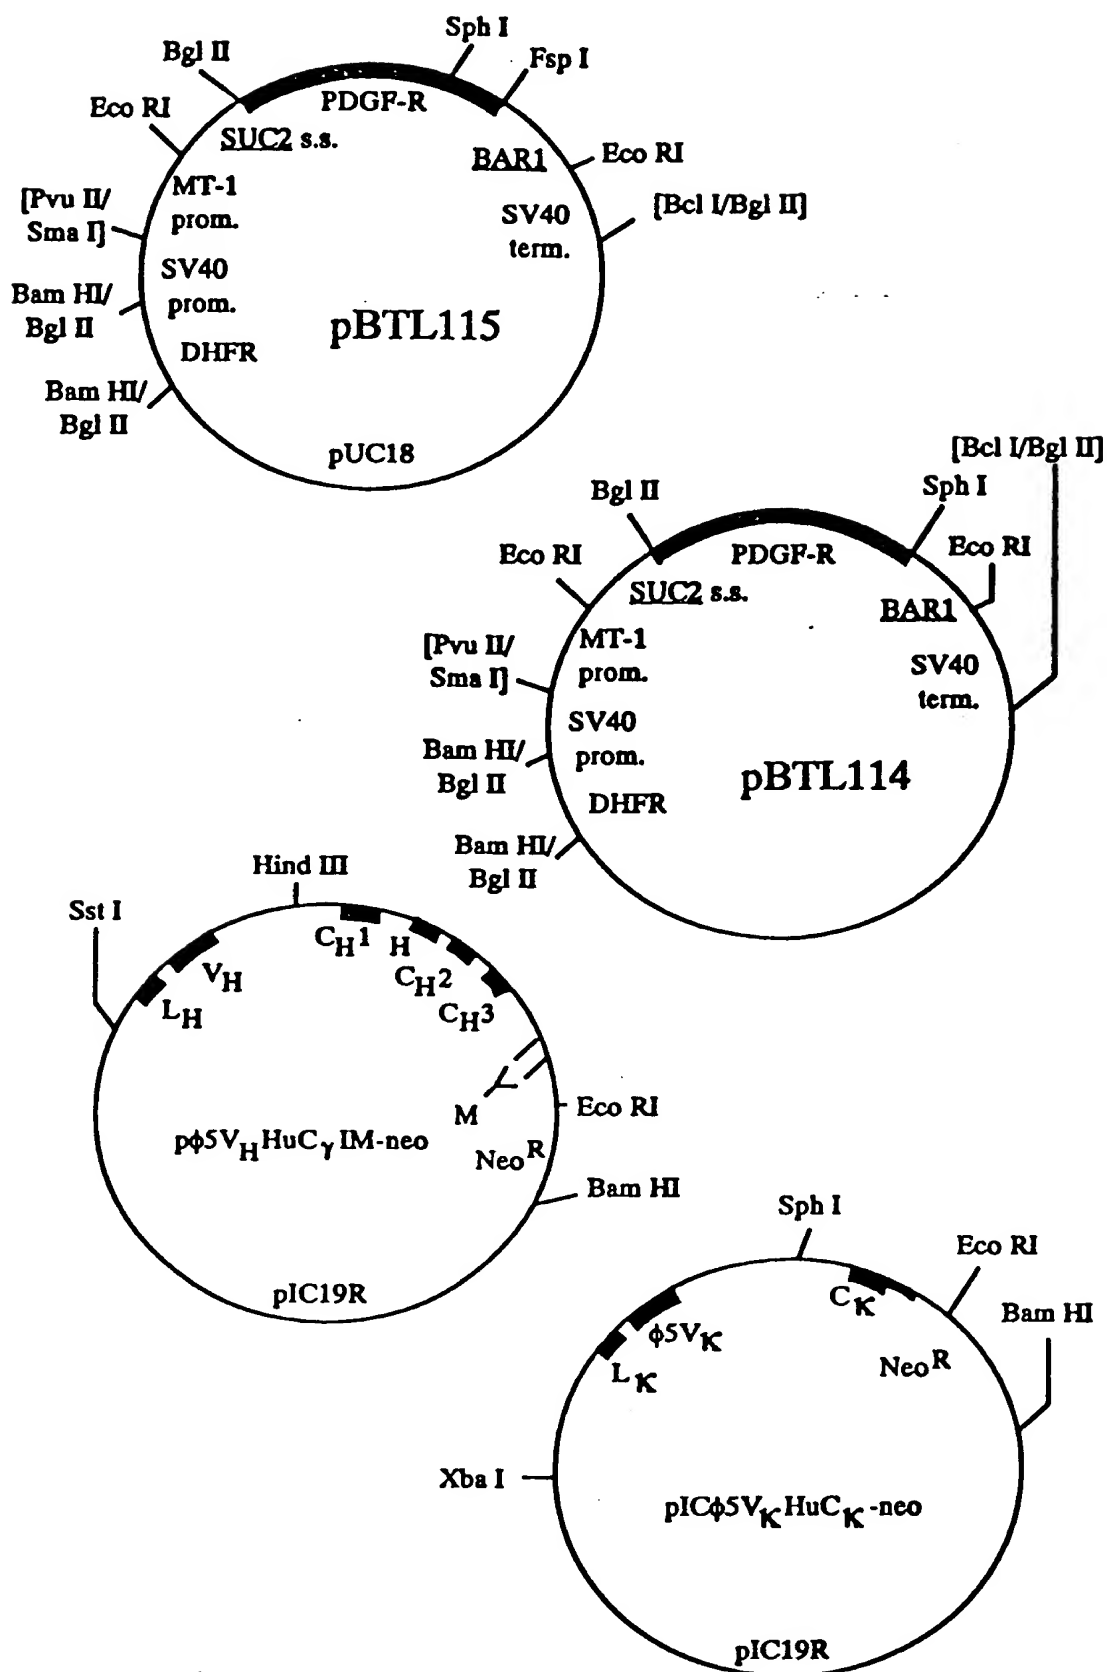 Sph I
Bgl II
Fsp I
PDGF-R
Eco RI
SUC2 s.s.
BAR1
Eco RI
[Pvu II/
Sma I]
MT-1
prom.
SV40
term.
[Bcl I/Bgl II]
Bam HI/
Bgl II
SV40
prom.
pBTL115
DHFR
Bam HI/
Bgl II
pUC18
[Bcl I/Bgl II]
Bgl II
Sph I
Eco RI
PDGF-R
Eco RI
SUC2 s.s.
BAR1
[Pvu II/
Sma I]
MT-1
prom.
SV40
term.
Bam HI/
Bgl II
SV40
prom.
pBTL114
DHFR
Bam HI/
Bgl II
Hind III
Sst I
CH1
H
VH
CH2
LH
CH3
M
Eco RI
pϕ5VHHuCγIM-neo
NeoR
Bam HI
pIC19R
Sph I
Eco RI
Bam HI
Cκ
ϕ5Vκ
Lκ
NeoR
Xba I
pICϕ5VκHuCκ-neo
pIC19R